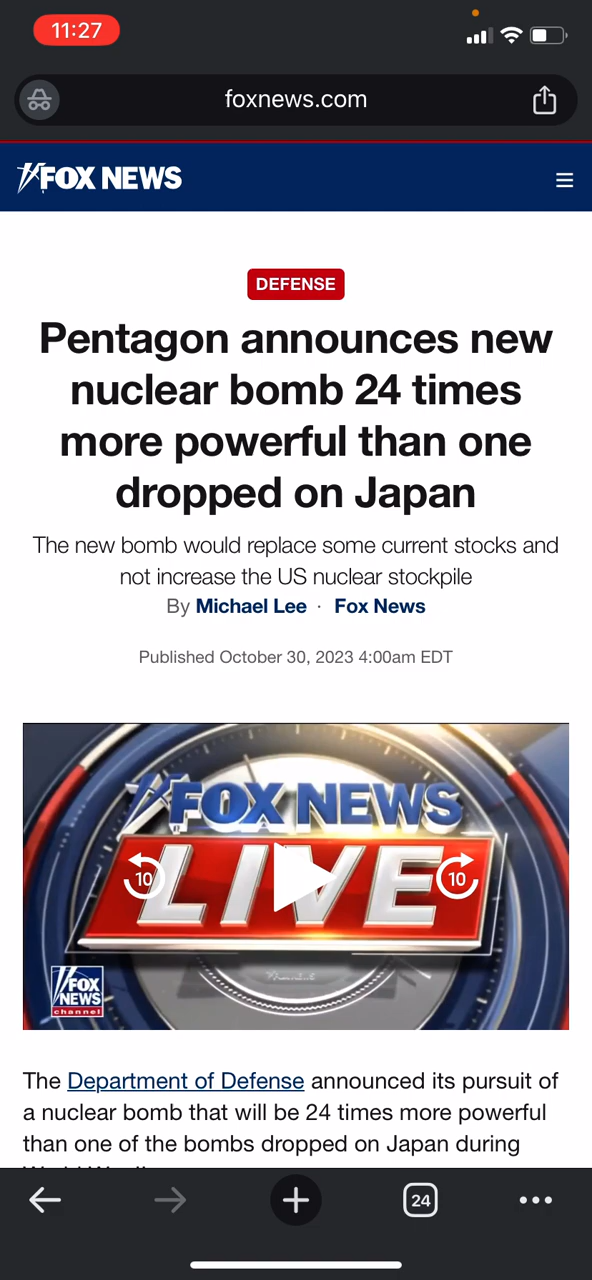 11:27
foxnews.com
FOX NEWS
DEFENSE
Pentagon announces new
nuclear bomb 24 times
more powerful than one
dropped on Japan
The new bomb would replace some current stocks and
not increase the US nuclear stockpile
By Michael Lee · Fox News
Published October 30, 2023 4:00am EDT
FOX NEWS
10 LIVE 10
FOX
NEWS
channel
The Department of Defense announced its pursuit of
a nuclear bomb that will be 24 times more powerful
than one of the bombs dropped on Japan during
24